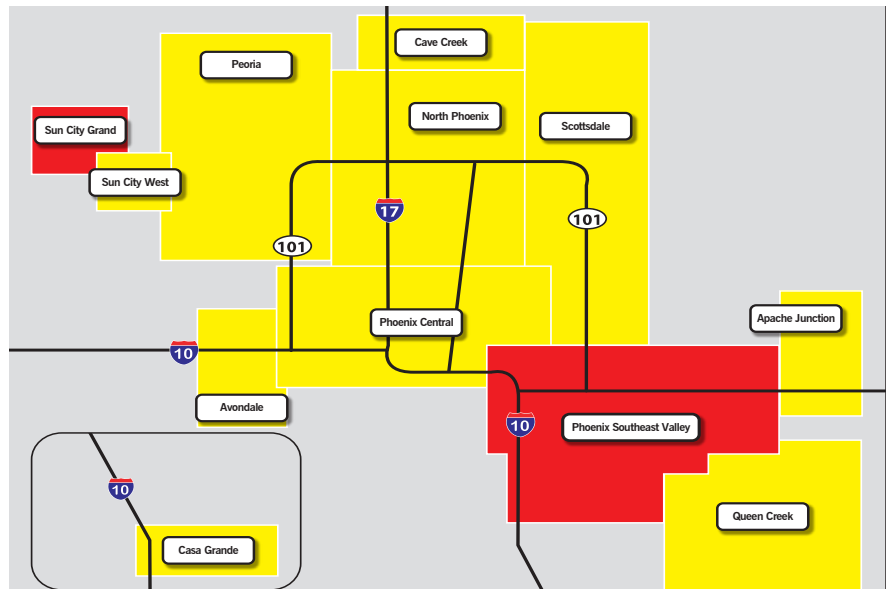 Cave Creek
Peoria
North Phoenix
Scottsdale
Sun City Grand
Sun City West
17
101
101
Phoenix Central
Apache Junction
10
Avondale
10
Phoenix Southeast Valley
10
Queen Creek
Casa Grande